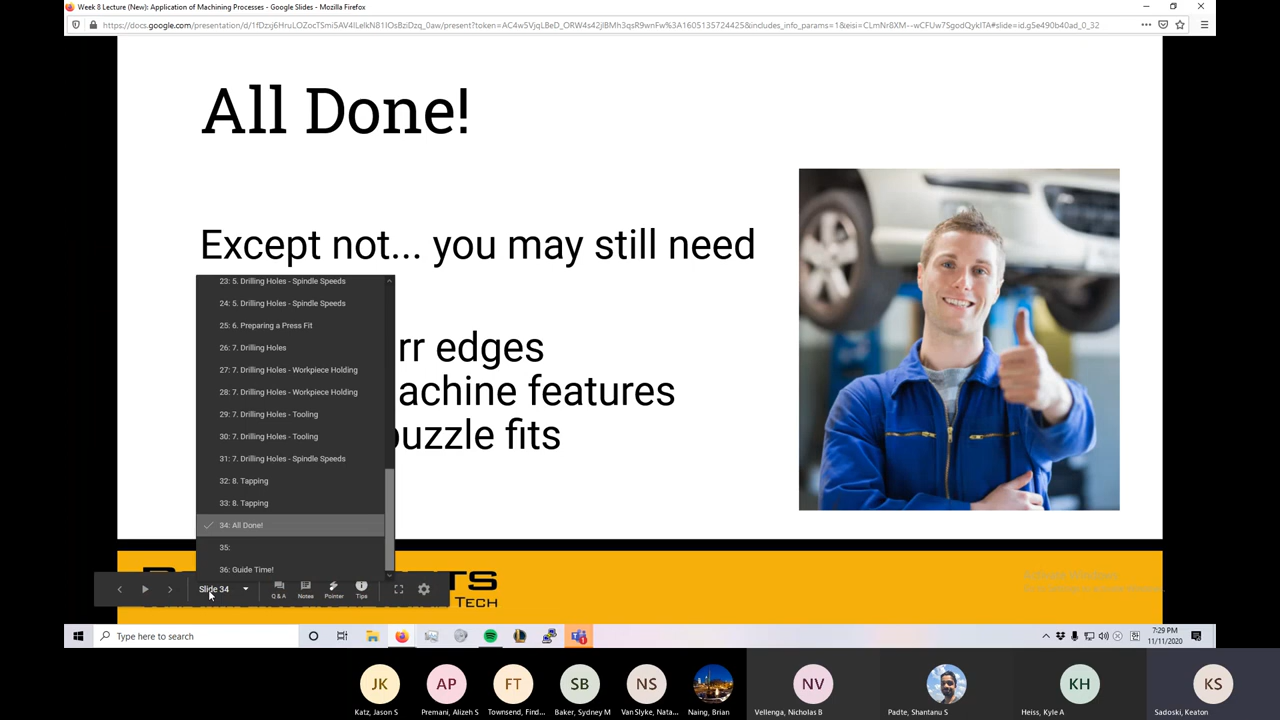 Week 8 Lecture (New): Application of Machining Processes - Google Slides - Mozilla Firefox
All Done!
Except not... you may still need
rr edges
achine features
puzzle fits
23: 5. Drilling Holes - Spindle Speeds
24: 5. Drilling Holes - Spindle Speeds
25: 6. Preparing a Press Fit
26: 7. Drilling Holes
27: 7. Drilling Holes - Workpiece Holding
28: 7. Drilling Holes - Workpiece Holding
29: 7. Drilling Holes - Tooling
30: 7. Drilling Holes - Tooling
31: 7. Drilling Holes - Spindle Speeds
32: 8. Tapping
33: 8. Tapping
34: All Done!
35:
36: Guide Time!
Slide 34
Q & A Notes Pointer Tips
TS
Tech
Activate Windows
Type here to search
7:29 PM
11/11/2020
JK AP FT SB NS NV KH KS
Katz, Jason S Premani, Alizeh S Townsend, Find... Baker, Sydney M Van Slyke, Nata... Naing, Brian Vellenga, Nicholas B Padte, Shantanu S Heiss, Kyle A Sadoski, Keaton